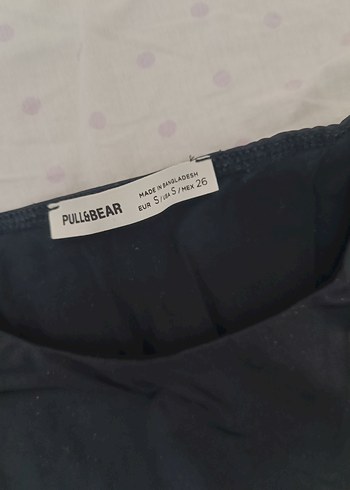 PULL&BEAR
MADE IN BANGLADESH
EUR S/USA S/MEX 26